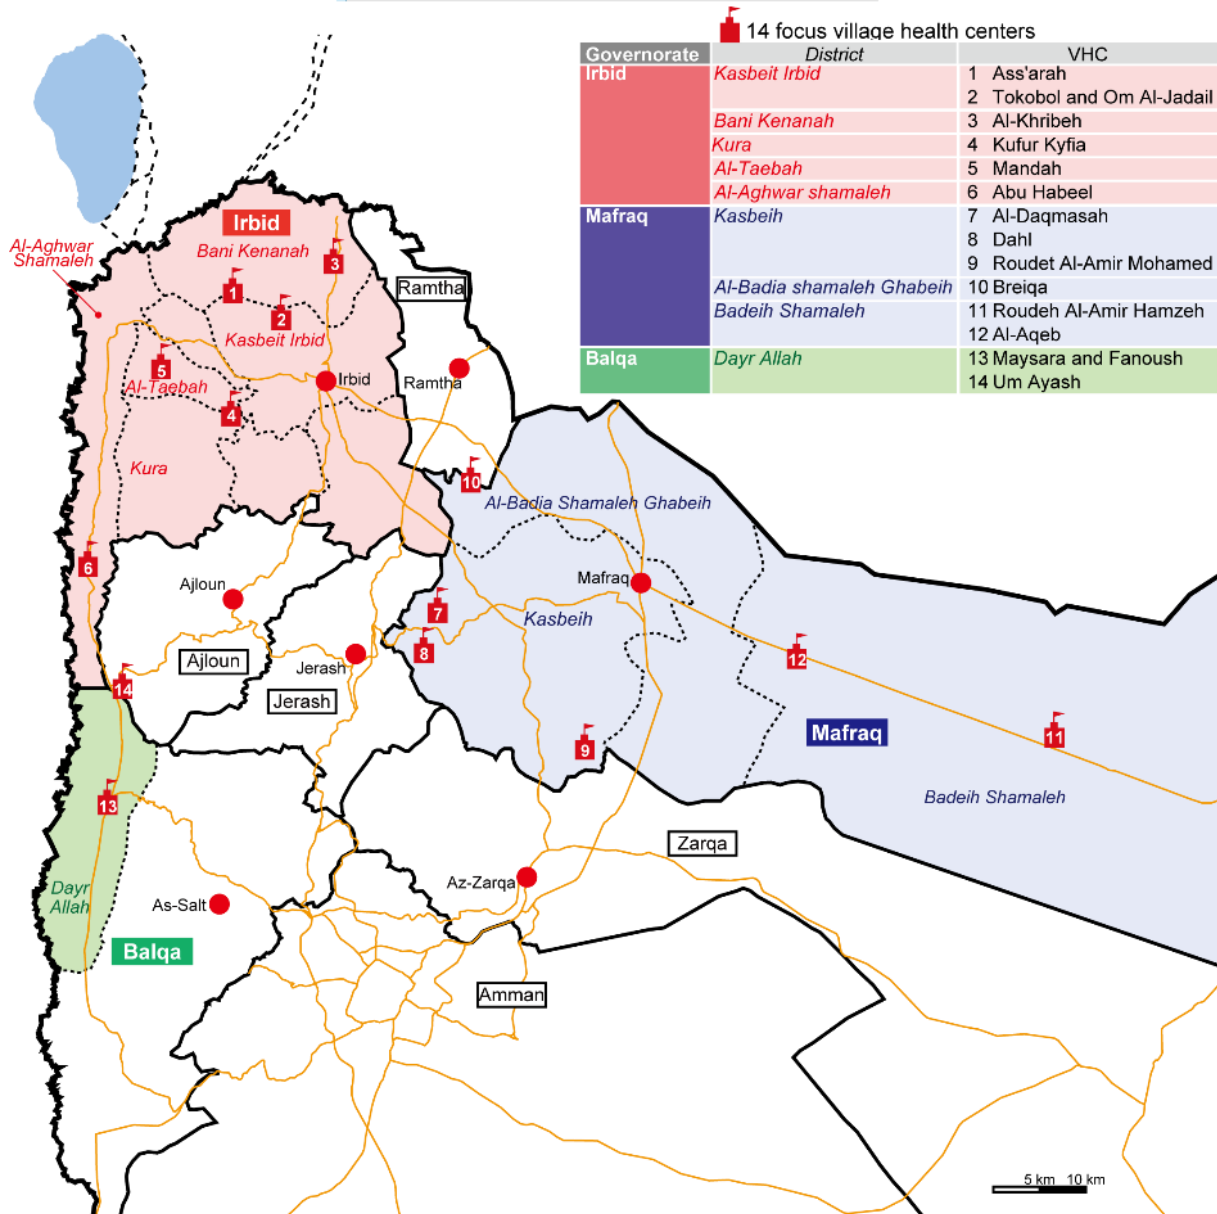 14 focus village health centers
Governorate District VHC
Irbid Kasbeit Irbid 1 Ass'arah
2 Tokobol and Om Al-Jadail
Bani Kenanah 3 Al-Khribeh
Kura 4 Kufur Kyfia
Al-Taebah 5 Mandah
Al-Aghwar shamaleh 6 Abu Habeel
Mafraq Kasbeih 7 Al-Daqmasah
8 Dahl
9 Roudet Al-Amir Mohamed
Al-Badia shamaleh Ghabeih 10 Breiqa
Badeih Shamaleh 11 Roudeh Al-Amir Hamzeh
12 Al-Aqeb
Balqa Dayr Allah 13 Maysara and Fanoush
14 Um Ayash
Irbid
Al-Aghwar
Shamaleh
Bani Kenanah
3
1
Ramtha
2
Kasbeit Irbid
5
Al-Taebah
Irbid
Ramtha
4
Kura
10
Al-Badia Shamaleh Ghabeih
6
Ajloun
Mafraq
7
Kasbeih
8
12
Ajloun
Jerash
14
Jerash
9
Mafraq
11
13
Badeih Shamaleh
Zarqa
Dayr
Allah
As-Salt
Az-Zarqa
Balqa
Amman
5 km 10 km